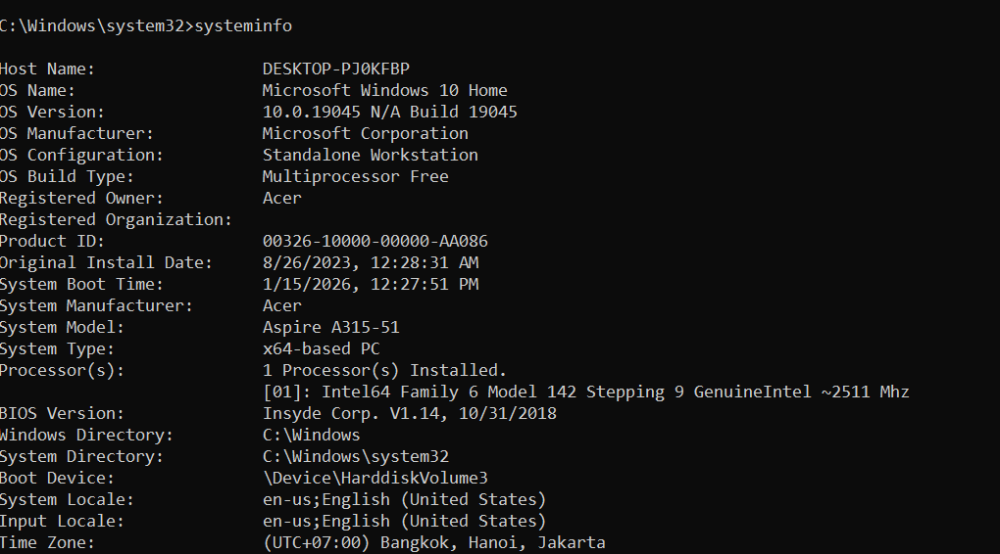 C:\Windows\system32>systeminfo
Host Name: DESKTOP-PJ0KFBP
OS Name: Microsoft Windows 10 Home
OS Version: 10.0.19045 N/A Build 19045
OS Manufacturer: Microsoft Corporation
OS Configuration: Standalone Workstation
OS Build Type: Multiprocessor Free
Registered Owner: Acer
Registered Organization:
Product ID: 00326-10000-00000-AA086
Original Install Date: 8/26/2023, 12:28:31 AM
System Boot Time: 1/15/2026, 12:27:51 PM
System Manufacturer: Acer
System Model: Aspire A315-51
System Type: x64-based PC
Processor(s): 1 Processor(s) Installed.
[01]: Intel64 Family 6 Model 142 Stepping 9 GenuineIntel ~2511 Mhz
BIOS Version: Insyde Corp. V1.14, 10/31/2018
Windows Directory: C:\Windows
System Directory: C:\Windows\system32
Boot Device: \Device\HarddiskVolume3
System Locale: en-us;English (United States)
Input Locale: en-us;English (United States)
Time Zone: (UTC+07:00) Bangkok, Hanoi, Jakarta